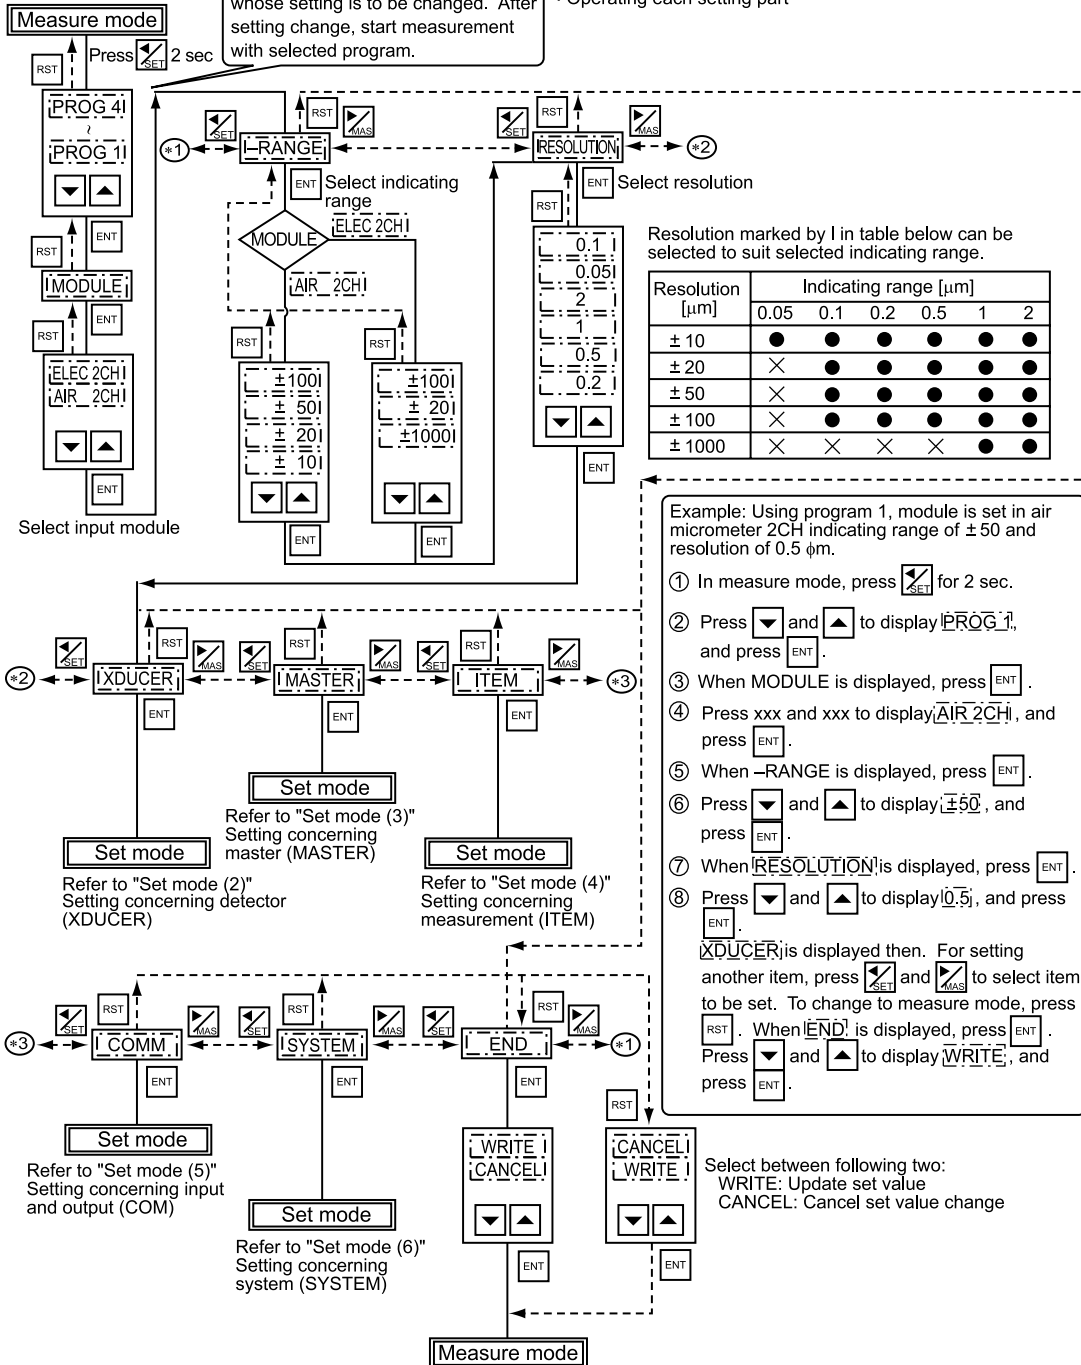 whose setting is to be changed. After
setting change, start measurement
with selected program.
• Operating each setting part
Measure mode
Press ◀/SET 2 sec
RST
PROG 4
~
PROG 1
▼ ▲
RST
ENT
MODULE
RST
ENT
ELEC 2CH
AIR 2CH
▼ ▲
ENT
Select input module
*1
◀/SET
–RANGE
RST
▶/MAS
◀/SET
RESOLUTION
RST
▶/MAS
*2
ENT
Select indicating
range
MODULE
ELEC 2CH
AIR 2CH
RST
±100
± 50
± 20
± 10
▼ ▲
ENT
RST
±100
± 20
±1000
▼ ▲
ENT
ENT
Select resolution
RST
0.1
0.05
2
1
0.5
0.2
▼ ▲
ENT
Resolution marked by l in table below can be
selected to suit selected indicating range.
Resolution
[μm]
Indicating range [μm]
0.05 0.1 0.2 0.5 1 2
± 10 ● ● ● ● ● ●
± 20 × ● ● ● ● ●
± 50 × ● ● ● ● ●
± 100 × ● ● ● ● ●
± 1000 × × × × ● ●
Example: Using program 1, module is set in air
micrometer 2CH indicating range of ± 50 and
resolution of 0.5 ϕm.
① In measure mode, press ◀/SET for 2 sec.
② Press ▼ and ▲ to display PROG 1,
and press ENT .
③ When MODULE is displayed, press ENT .
④ Press xxx and xxx to display AIR 2CH , and
press ENT .
⑤ When –RANGE is displayed, press ENT .
⑥ Press ▼ and ▲ to display ±50 , and
press ENT .
⑦ When RESOLUTION is displayed, press ENT .
⑧ Press ▼ and ▲ to display 0.5 , and press
ENT .
XDUCER is displayed then. For setting
another item, press ◀/SET and ▶/MAS to select item
to be set. To change to measure mode, press
RST . When END is displayed, press ENT .
Press ▼ and ▲ to display WRITE , and
press ENT .
*2
◀/SET
XDUCER
RST
▶/MAS
◀/SET
MASTER
RST
▶/MAS
◀/SET
ITEM
RST
▶/MAS
*3
ENT
ENT
ENT
Set mode
Refer to "Set mode (2)"
Setting concerning detector
(XDUCER)
Set mode
Refer to "Set mode (3)"
Setting concerning
master (MASTER)
Set mode
Refer to "Set mode (4)"
Setting concerning
measurement (ITEM)
*3
◀/SET
COMM
RST
▶/MAS
◀/SET
SYSTEM
RST
▶/MAS
◀/SET
END
RST
▶/MAS
*1
ENT
ENT
ENT
Set mode
Refer to "Set mode (5)"
Setting concerning input
and output (COM)
Set mode
Refer to "Set mode (6)"
Setting concerning
system (SYSTEM)
WRITE
CANCEL
▼ ▲
ENT
RST
CANCEL
WRITE
▼ ▲
ENT
Select between following two:
WRITE: Update set value
CANCEL: Cancel set value change
Measure mode